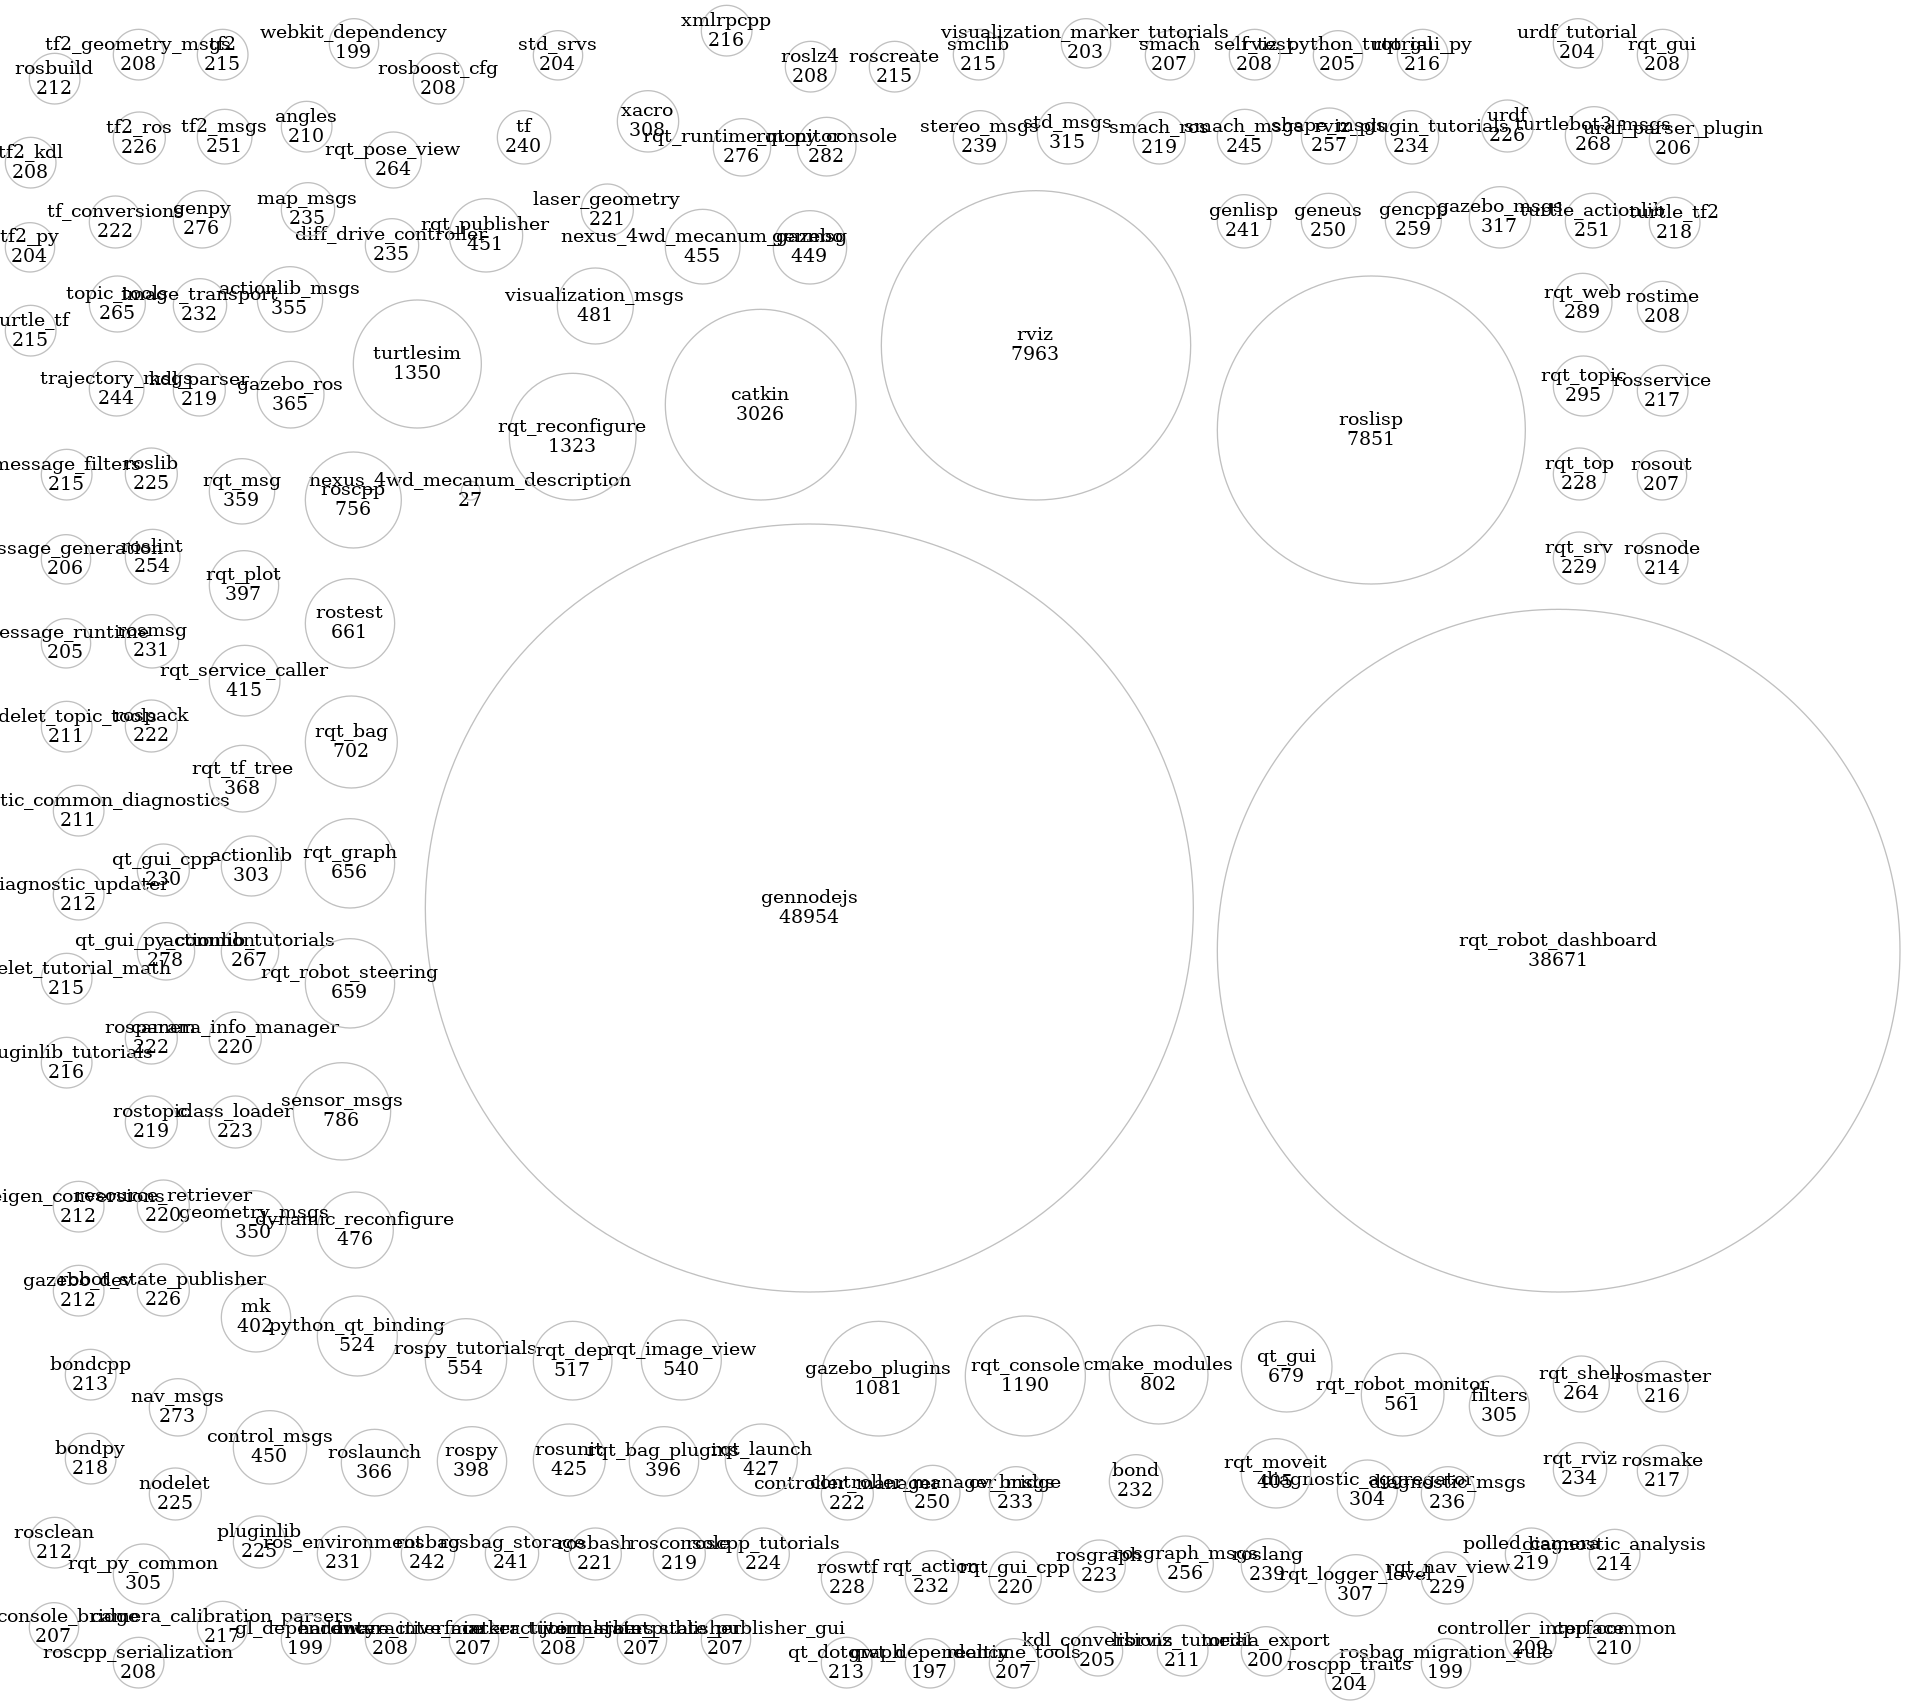 tf2_geometry_msgs
208
tf2
215
webkit_dependency
199
std_srvs
204
xmlrpcpp
216
visualization_marker_tutorials
203
smclib
215
smach
207
self_test
208
rviz_python_tutorial
205
rqt_gui_py
216
urdf_tutorial
204
rqt_gui
208
rosbuild
212
rosboost_cfg
208
roslz4
208
roscreate
215
tf2_ros
226
tf2_msgs
251
angles
210
tf
240
xacro
308
rqt_runtime_monitor
276
rqt_py_console
282
stereo_msgs
239
std_msgs
315
smach_ros
219
smach_msgs
245
shape_msgs
257
rviz_plugin_tutorials
234
urdf
226
turtlebot3_msgs
268
urdf_parser_plugin
206
tf2_kdl
208
rqt_pose_view
264
tf_conversions
222
genpy
276
map_msgs
235
diff_drive_controller
235
rqt_publisher
451
laser_geometry
221
nexus_4wd_mecanum_gazebo
455
genmsg
449
genlisp
241
geneus
250
gencpp
259
gazebo_msgs
317
turtle_actionlib
251
turtle_tf2
218
tf2_py
204
topic_tools
265
image_transport
232
actionlib_msgs
355
visualization_msgs
481
rqt_web
289
rostime
208
urtle_tf
215
turtlesim
1350
rviz
7963
trajectory_msgs
244
kdl_parser
219
gazebo_ros
365
catkin
3026
rqt_topic
295
rosservice
217
rqt_reconfigure
1323
roslisp
7851
message_filters
215
roslib
225
rqt_msg
359
nexus_4wd_mecanum_description
27
roscpp
756
rqt_top
228
rosout
207
ssage_generation
206
roslint
254
rqt_plot
397
rqt_srv
229
rosnode
214
essage_runtime
205
rosmsg
231
rostest
661
rqt_service_caller
415
delet_topic_tools
211
rospack
222
rqt_bag
702
rqt_tf_tree
368
tic_common_diagnostics
211
qt_gui_cpp
230
actionlib
303
rqt_graph
656
iagnostic_updater
212
gennodejs
48954
rqt_robot_dashboard
38671
qt_gui_py_common
278
actionlib_tutorials
267
elet_tutorial_math
215
rqt_robot_steering
659
rosparam
222
camera_info_manager
220
uginlib_tutorials
216
rostopic
219
class_loader
223
sensor_msgs
786
eigen_conversions
212
resource_retriever
220
geometry_msgs
350
dynamic_reconfigure
476
gazebo_dev
212
robot_state_publisher
226
mk
402
python_qt_binding
524
rospy_tutorials
554
rqt_dep
517
rqt_image_view
540
gazebo_plugins
1081
rqt_console
1190
cmake_modules
802
qt_gui
679
rqt_robot_monitor
561
filters
305
rqt_shell
264
rosmaster
216
bondcpp
213
nav_msgs
273
control_msgs
450
roslaunch
366
rospy
398
rosunit
425
rqt_bag_plugins
396
rqt_launch
427
bondpy
218
nodelet
225
controller_manager
222
controller_manager_msgs
250
cv_bridge
233
bond
232
rqt_moveit
405
diagnostic_aggregator
304
diagnostic_msgs
236
rqt_rviz
234
rosmake
217
rosclean
212
rqt_py_common
305
pluginlib
225
ros_environment
231
rosbag
242
rosbag_storage
241
rosbash
221
rosconsole
219
roscpp_tutorials
224
roswtf
228
rqt_action
232
rqt_gui_cpp
220
rosgraph
223
rosgraph_msgs
256
roslang
239
rqt_logger_level
307
rqt_nav_view
229
polled_camera
219
diagnostic_analysis
214
console_bridge
207
roscpp_serialization
208
camera_calibration_parsers
217
gl_dependency
199
hardware_interface
208
207
208
207
joint_state_publisher_gui
207
qt_dotgraph
213
qwt_dependency
197
realtime_tools
207
kdl_conversions
205
librviz_tutorial
211
media_export
200
roscpp_traits
204
rosbag_migration_rule
199
controller_interface
209
cpp_common
210